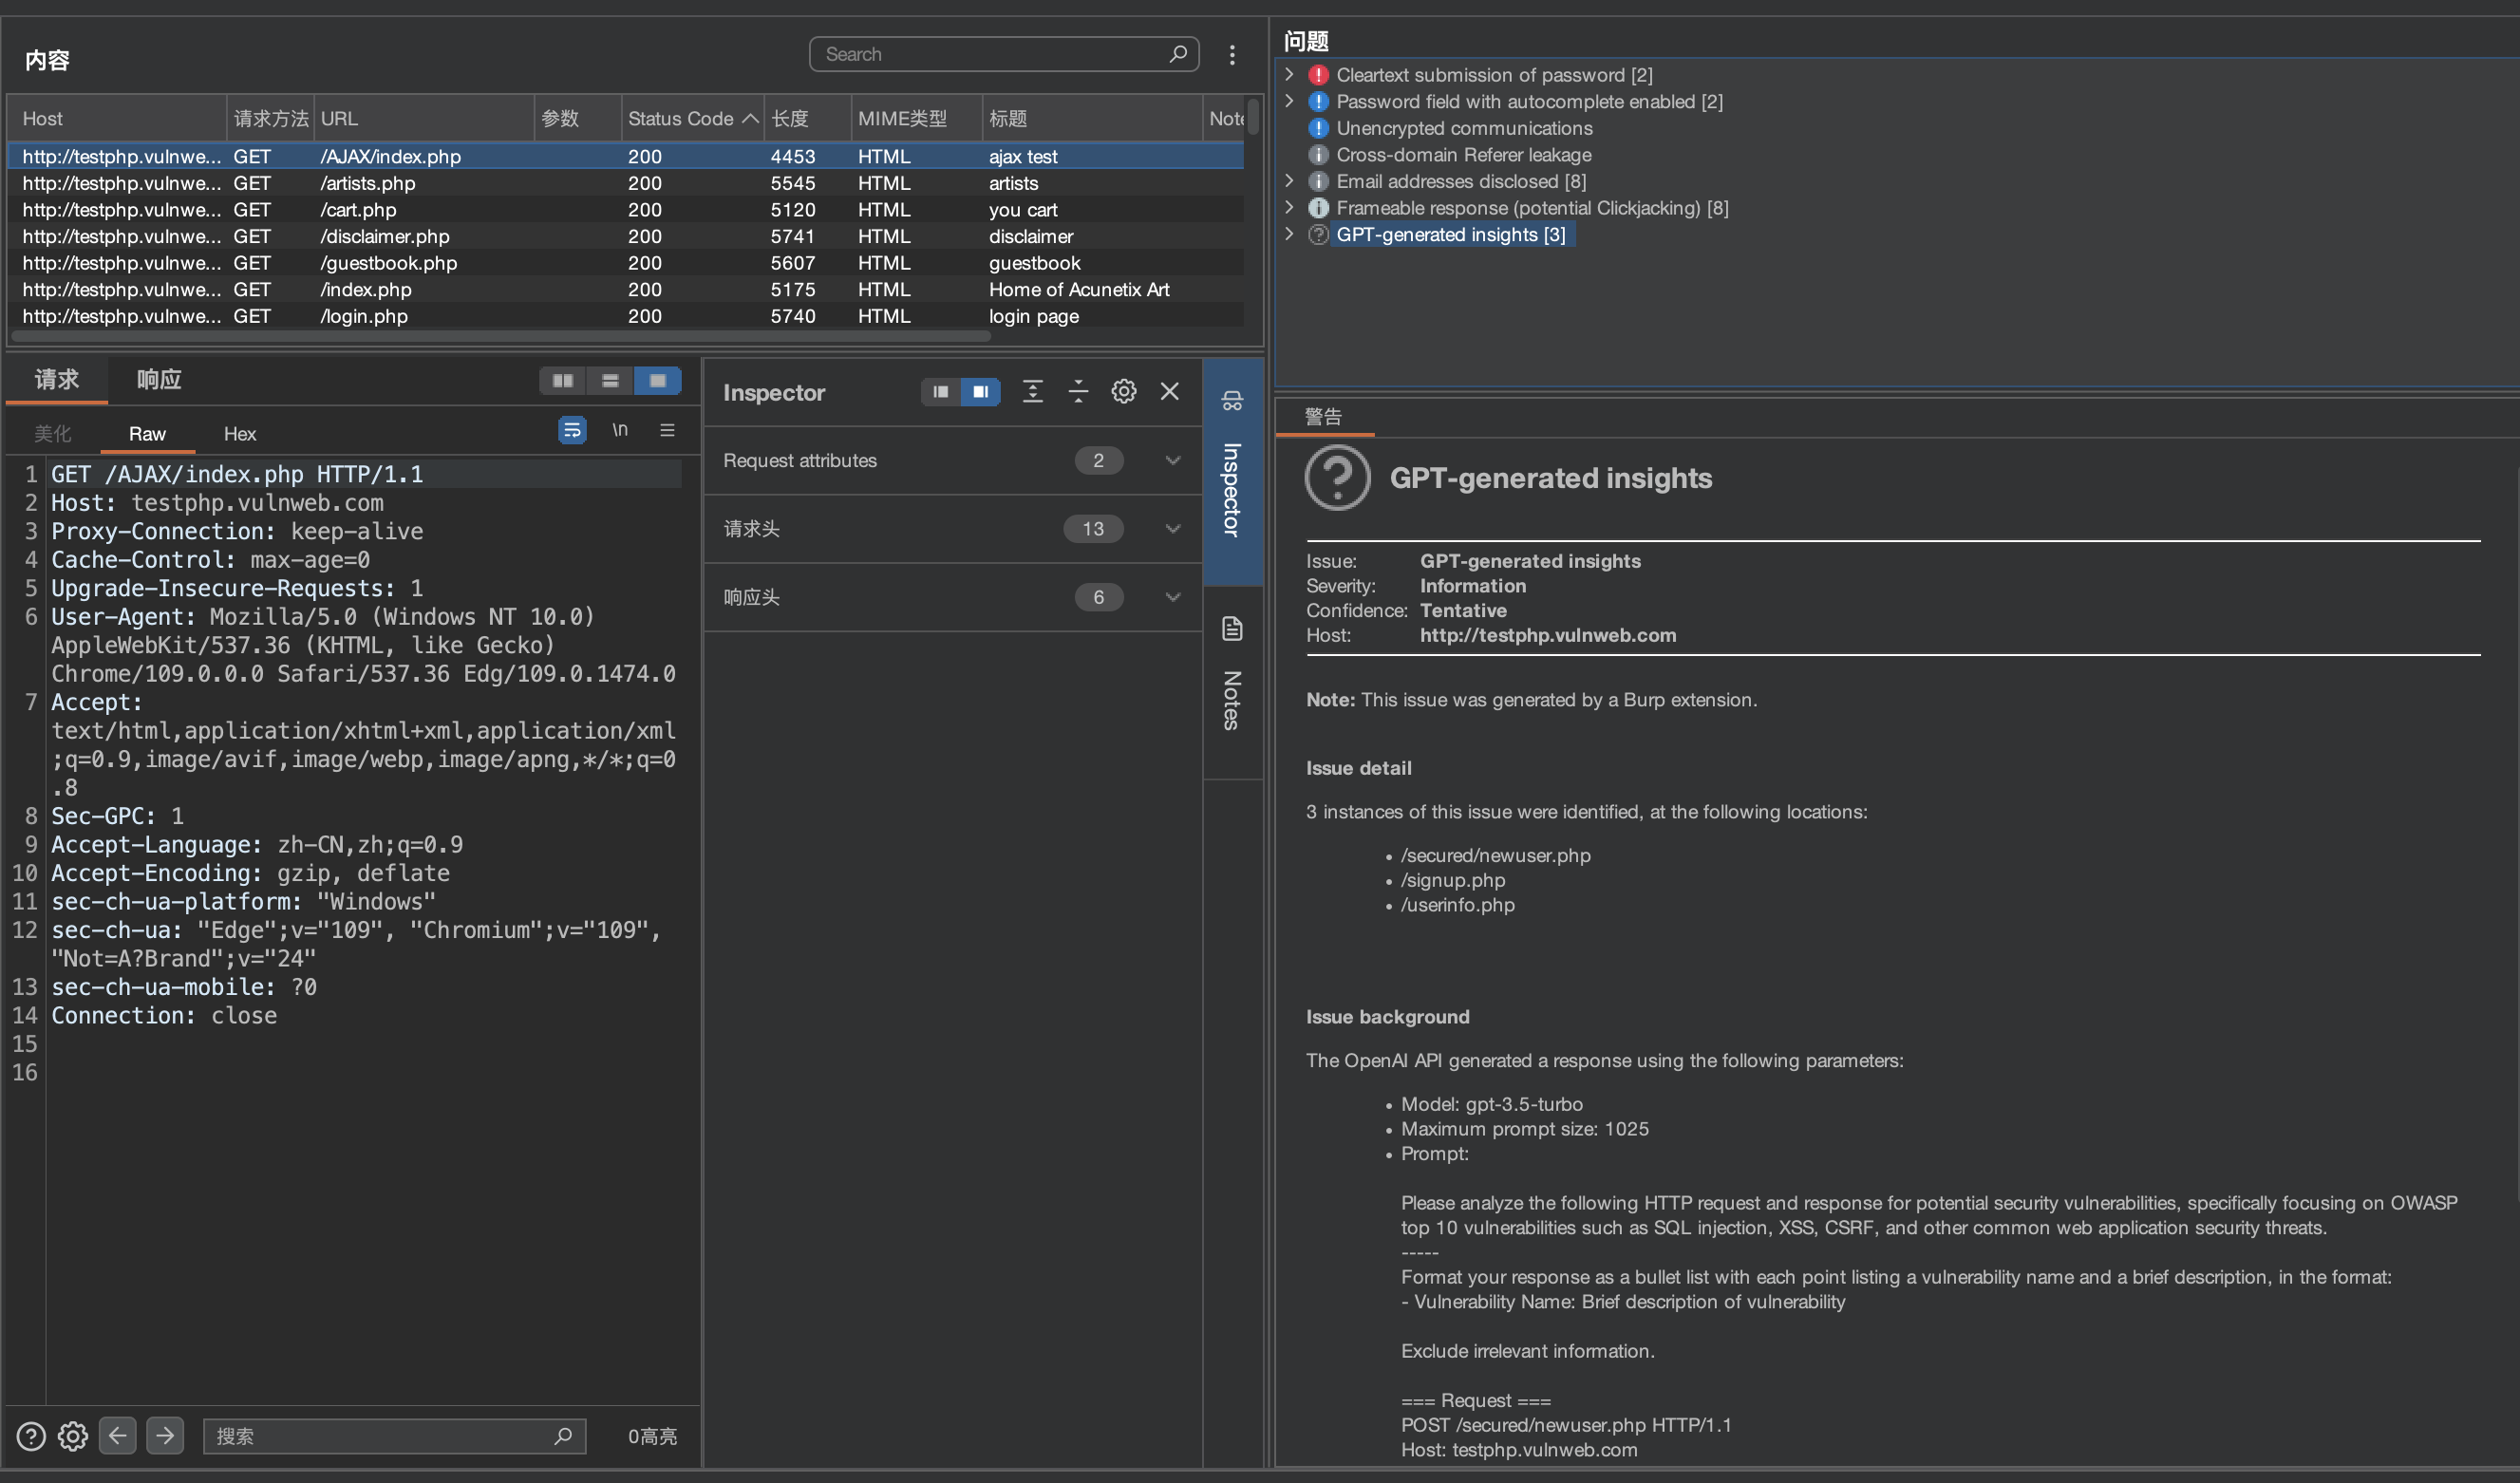 内容
Search
Host 请求方法 URL 参数 Status Code 长度 MIME类型 标题 Note
http://testphp.vulnwe... GET /AJAX/index.php 200 4453 HTML ajax test
http://testphp.vulnwe... GET /artists.php 200 5545 HTML artists
http://testphp.vulnwe... GET /cart.php 200 5120 HTML you cart
http://testphp.vulnwe... GET /disclaimer.php 200 5741 HTML disclaimer
http://testphp.vulnwe... GET /guestbook.php 200 5607 HTML guestbook
http://testphp.vulnwe... GET /index.php 200 5175 HTML Home of Acunetix Art
http://testphp.vulnwe... GET /login.php 200 5740 HTML login page
请求 响应
美化 Raw Hex \n
1 GET /AJAX/index.php HTTP/1.1
2 Host: testphp.vulnweb.com
3 Proxy-Connection: keep-alive
4 Cache-Control: max-age=0
5 Upgrade-Insecure-Requests: 1
6 User-Agent: Mozilla/5.0 (Windows NT 10.0)
AppleWebKit/537.36 (KHTML, like Gecko)
Chrome/109.0.0.0 Safari/537.36 Edg/109.0.1474.0
7 Accept:
text/html,application/xhtml+xml,application/xml
;q=0.9,image/avif,image/webp,image/apng,*/*;q=0
.8
8 Sec-GPC: 1
9 Accept-Language: zh-CN,zh;q=0.9
10 Accept-Encoding: gzip, deflate
11 sec-ch-ua-platform: "Windows"
12 sec-ch-ua: "Edge";v="109", "Chromium";v="109",
"Not=A?Brand";v="24"
13 sec-ch-ua-mobile: ?0
14 Connection: close
15
16
搜索
0高亮
Inspector
Request attributes 2
请求头 13
响应头 6
Inspector
Notes
问题
Cleartext submission of password [2]
Password field with autocomplete enabled [2]
Unencrypted communications
Cross-domain Referer leakage
Email addresses disclosed [8]
Frameable response (potential Clickjacking) [8]
GPT-generated insights [3]
警告
GPT-generated insights
Issue: GPT-generated insights
Severity: Information
Confidence: Tentative
Host: http://testphp.vulnweb.com
Note: This issue was generated by a Burp extension.
Issue detail
3 instances of this issue were identified, at the following locations:
• /secured/newuser.php
• /signup.php
• /userinfo.php
Issue background
The OpenAI API generated a response using the following parameters:
• Model: gpt-3.5-turbo
• Maximum prompt size: 1025
• Prompt:
Please analyze the following HTTP request and response for potential security vulnerabilities, specifically focusing on OWASP
top 10 vulnerabilities such as SQL injection, XSS, CSRF, and other common web application security threats.
-----
Format your response as a bullet list with each point listing a vulnerability name and a brief description, in the format:
- Vulnerability Name: Brief description of vulnerability
Exclude irrelevant information.
=== Request ===
POST /secured/newuser.php HTTP/1.1
Host: testphp.vulnweb.com